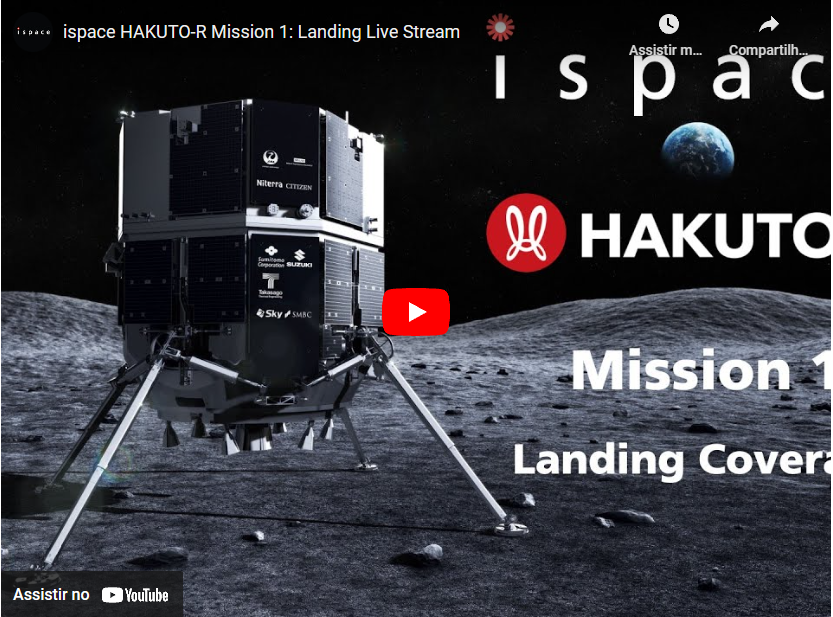 ispace
ispace HAKUTO-R Mission 1: Landing Live Stream
Assistir m...
Compartilh...
ispac
HAKUTO
Mission 1
Landing Covera
Niterra CITIZEN
Sumitomo
Corporation
SUZUKI
Takasago
Sky SMBC
Assistir no YouTube